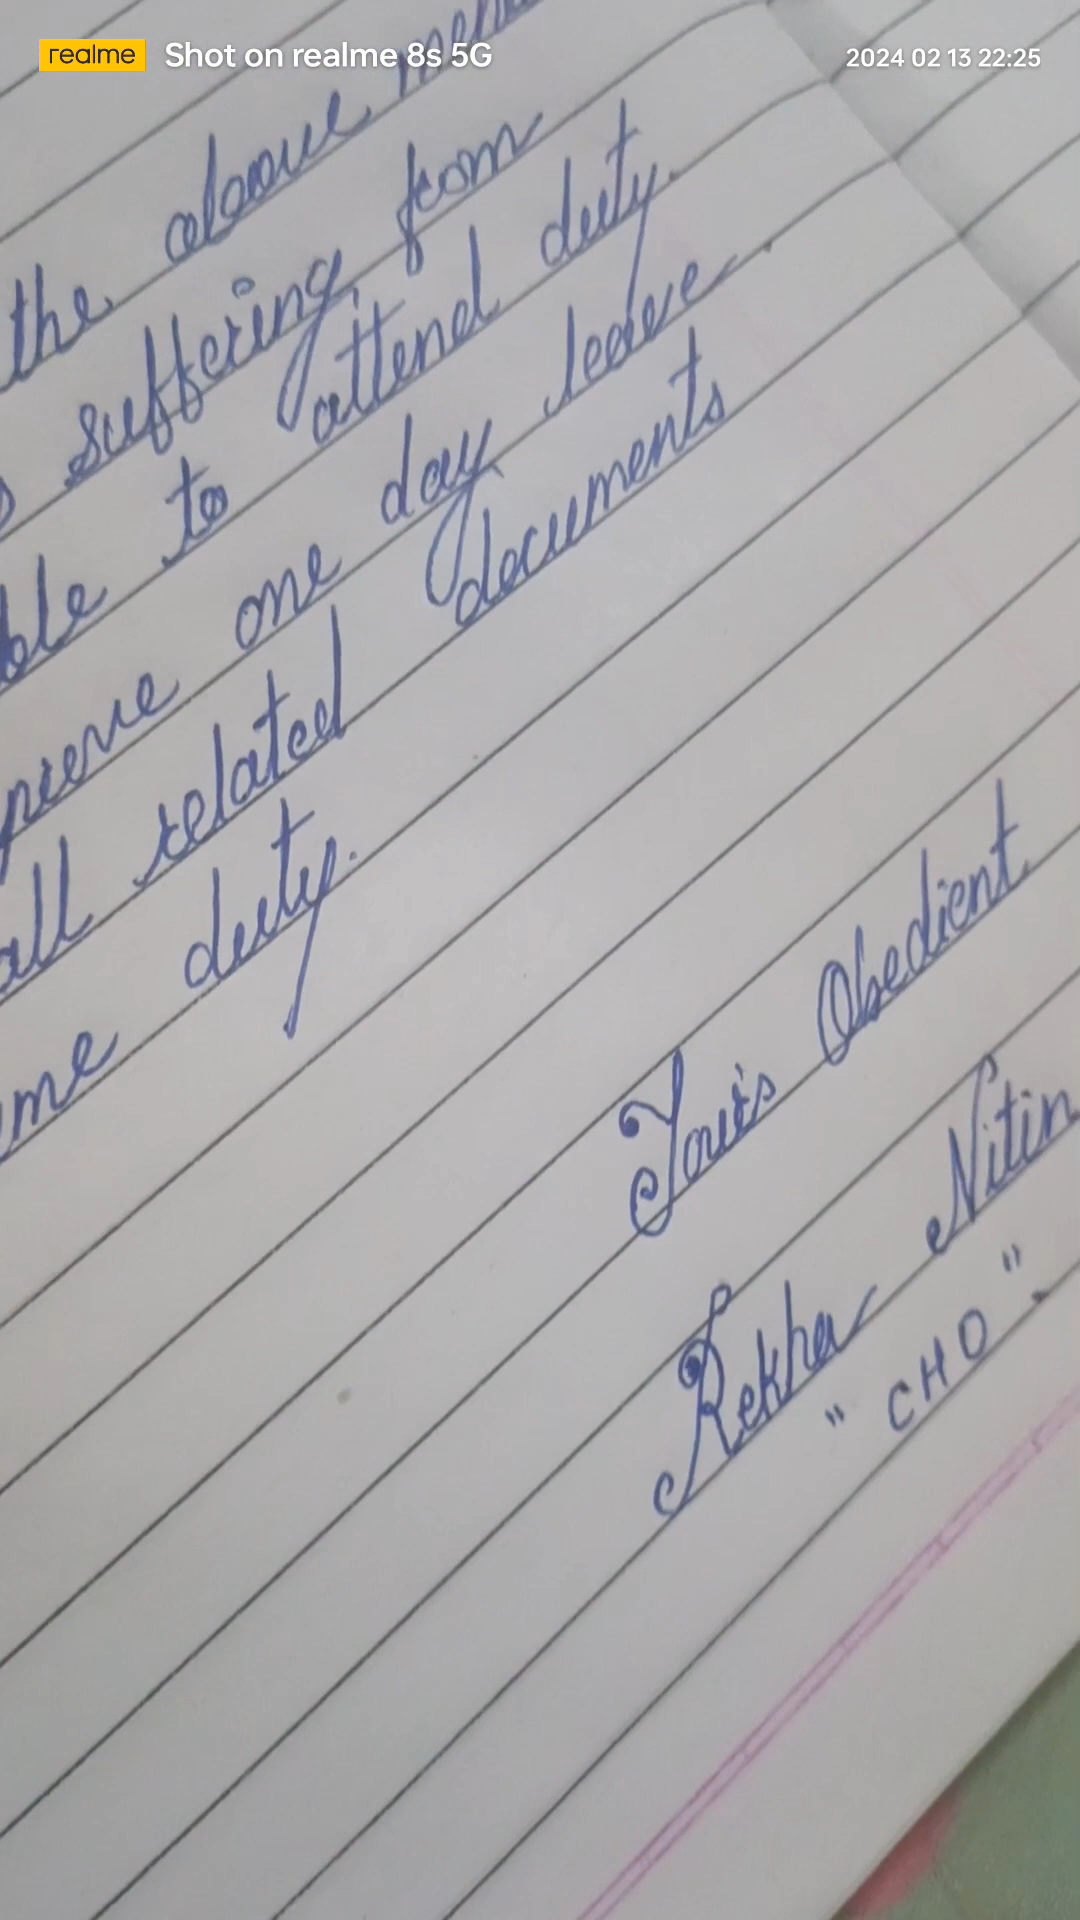 realme Shot on realme 8s 5G 2024 02 13 22:25
the above
suffering from
to attend duty.
one day leave.
all related documents
me duty.
Your's Obedient
Rekha Nitin
"CHO".